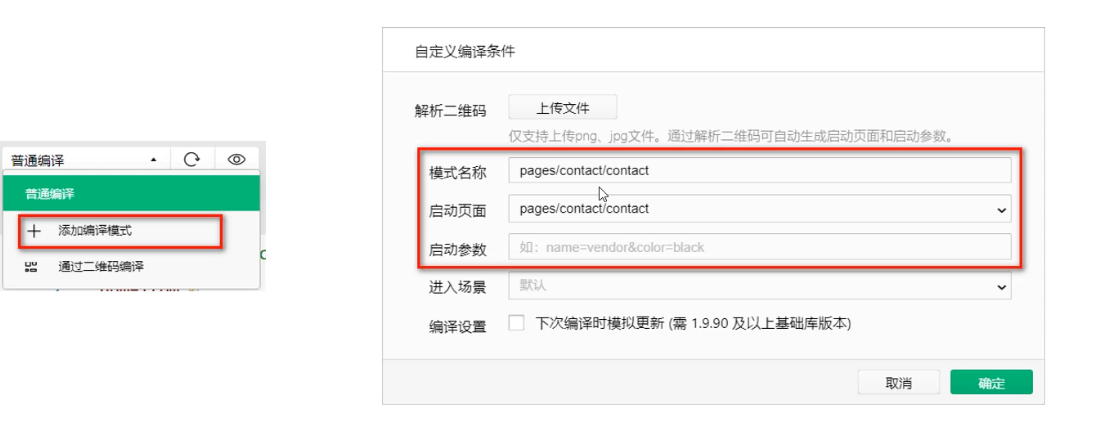 普通编译
普通编译
添加编译模式
通过二维码编译
自定义编译条件
解析二维码
上传文件
仅支持上传png、jpg文件。通过解析二维码可自动生成启动页面和启动参数。
模式名称 pages/contact/contact
启动页面 pages/contact/contact
启动参数 如：name=vendor&color=black
进入场景 默认
编译设置 下次编译时模拟更新 (需 1.9.90 及以上基础库版本)
取消 确定